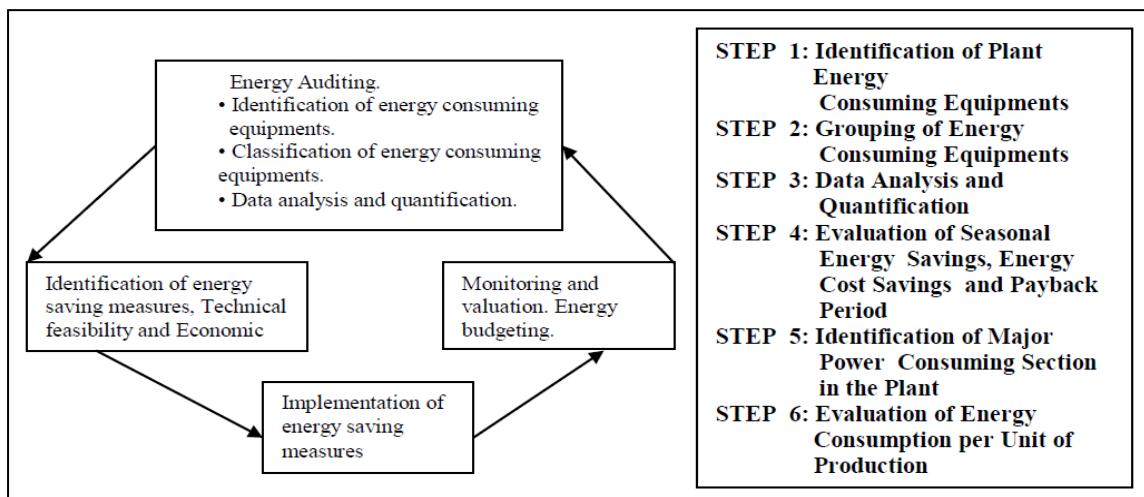 Energy Auditing.
• Identification of energy consuming
equipments.
• Classification of energy consuming
equipments.
• Data analysis and quantification.
Identification of energy
saving measures, Technical
feasibility and Economic
Monitoring and
valuation. Energy
budgeting.
Implementation of
energy saving
measures
STEP 1: Identification of Plant
Energy
Consuming Equipments
STEP 2: Grouping of Energy
Consuming Equipments
STEP 3: Data Analysis and
Quantification
STEP 4: Evaluation of Seasonal
Energy Savings, Energy
Cost Savings and Payback
Period
STEP 5: Identification of Major
Power Consuming Section
in the Plant
STEP 6: Evaluation of Energy
Consumption per Unit of
Production